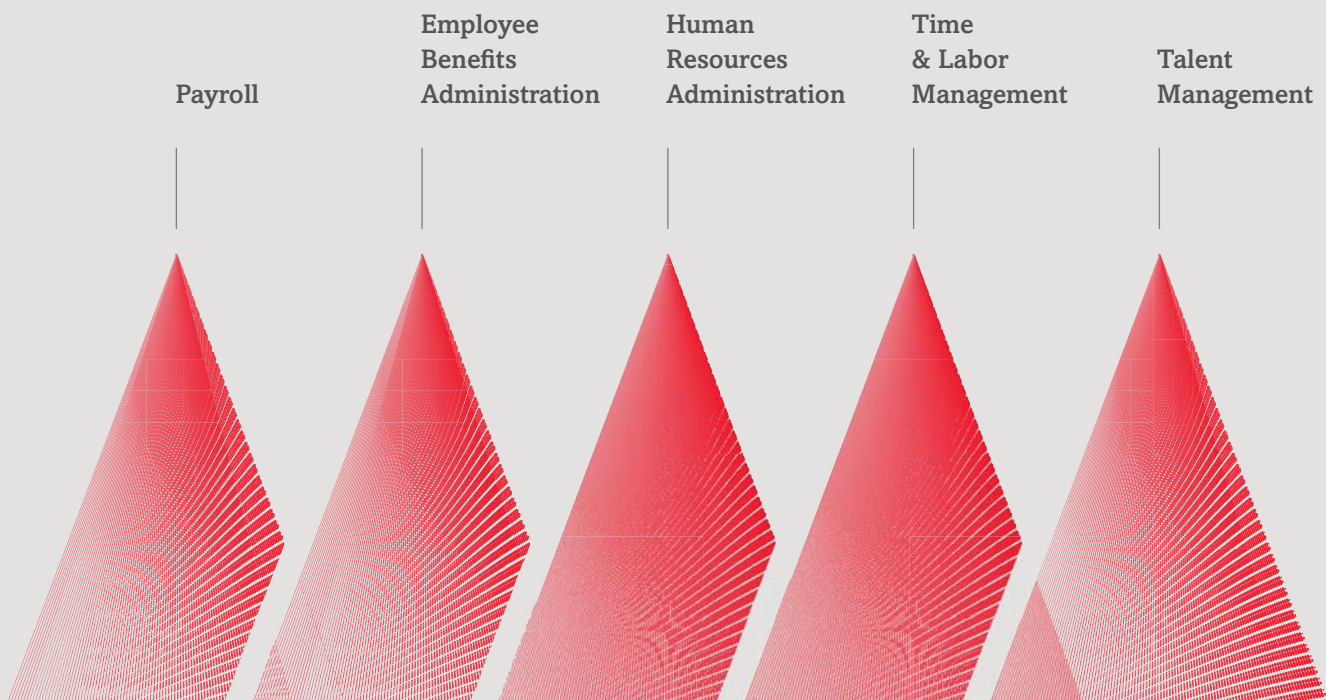 Payroll
Employee
Benefits
Administration
Human
Resources
Administration
Time
& Labor
Management
Talent
Management